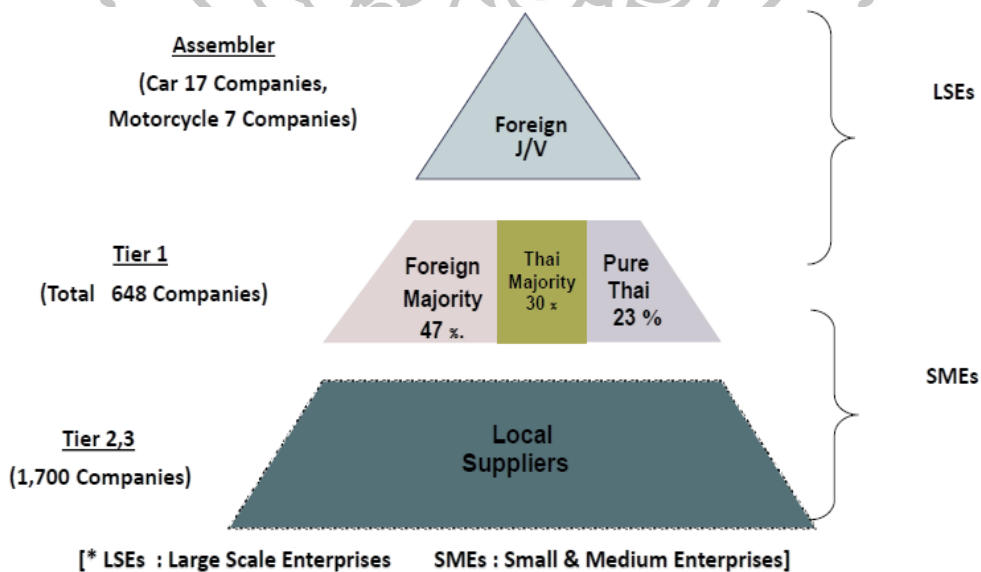 Assembler
(Car 17 Companies,
Motorcycle 7 Companies)
Foreign
J/V
LSEs
Tier 1
(Total 648 Companies)
Foreign
Majority
47 %.
Thai
Majority
30 %
Pure
Thai
23 %
SMEs
Tier 2,3
(1,700 Companies)
Local
Suppliers
[* LSEs : Large Scale Enterprises SMEs : Small & Medium Enterprises]